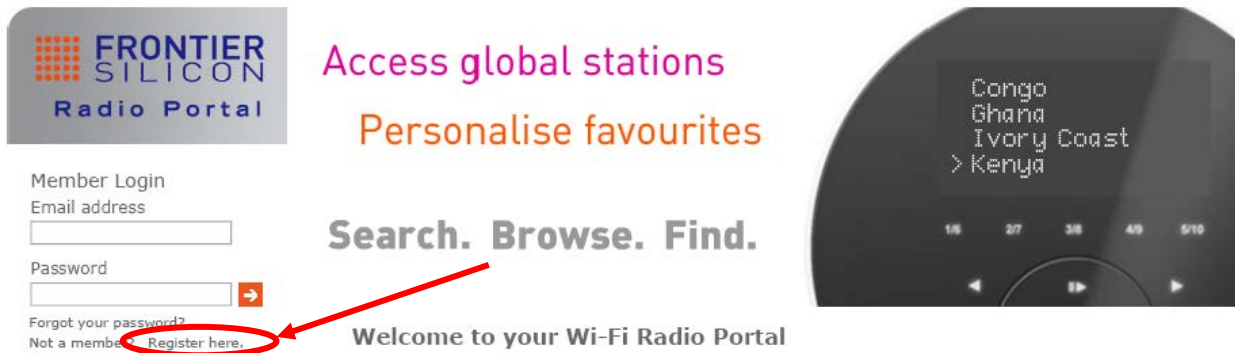 FRONTIER
SILICON
Radio Portal
Member Login
Email address
Password
Forgot your password?
Not a member? Register here.
Access global stations
Personalise favourites
Search. Browse. Find.
Welcome to your Wi-Fi Radio Portal
Congo
Ghana
Ivory Coast
> Kenya
1/6 2/7 3/8 4/9 5/10